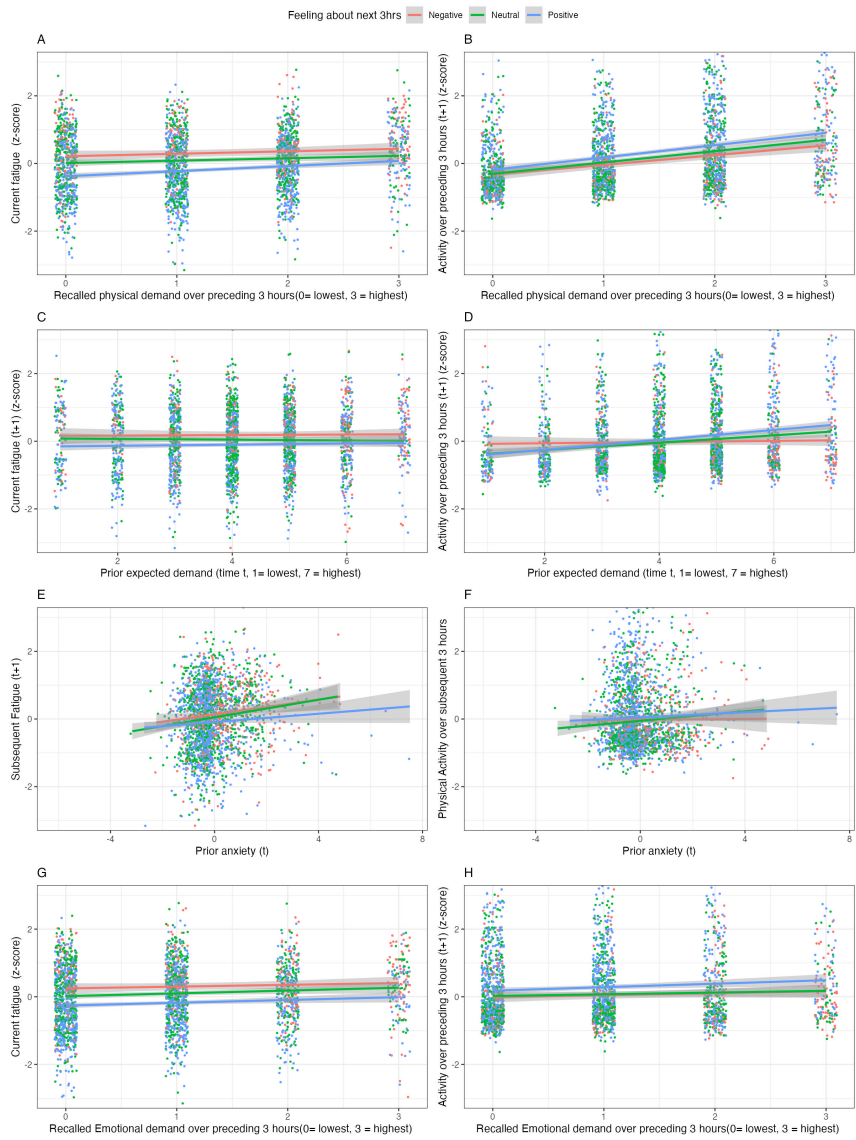 Feeling about next 3hrs Negative Neutral Positive
A
Current fatigue (z-score)
2
0
-2
0 1 2 3
Recalled physical demand over preceding 3 hours(0= lowest, 3 = highest)
B
Activity over preceding 3 hours (t+1) (z-score)
2
0
-2
0 1 2 3
Recalled physical demand over preceding 3 hours(0= lowest, 3 = highest)
C
Current fatigue (t+1) (z-score)
2
0
-2
2 4 6
Prior expected demand (time t, 1= lowest, 7 = highest)
D
Activity over preceding 3 hours (t+1) (z-score)
2
0
-2
2 4 6
Prior expected demand (time t, 1= lowest, 7 = highest)
E
Subsequent Fatigue (t+1)
2
0
-2
-4 0 4 8
Prior anxiety (t)
F
Physical Activity over subsequent 3 hours
2
0
-2
-4 0 4 8
Prior anxiety (t)
G
Current fatigue (z-score)
2
0
-2
0 1 2 3
Recalled Emotional demand over preceding 3 hours(0= lowest, 3 = highest)
H
Activity over preceding 3 hours (t+1) (z-score)
2
0
-2
0 1 2 3
Recalled Emotional demand over preceding 3 hours(0= lowest, 3 = highest)